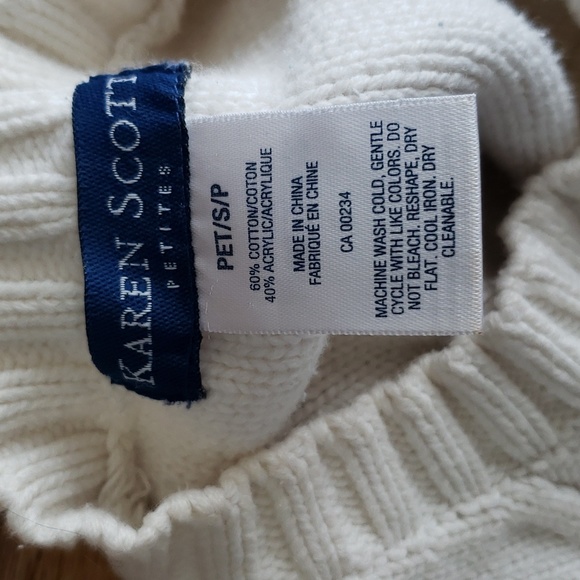 KAREN SCOTT
PETITES
PET/S/P
60% COTTON/COTON
40% ACRYLIC/ACRYLIQUE
MADE IN CHINA
FABRIQUÉ EN CHINE
CA 00234
MACHINE WASH COLD, GENTLE
CYCLE WITH LIKE COLORS. DO
NOT BLEACH. RESHAPE, DRY
FLAT. COOL IRON. DRY
CLEANABLE.